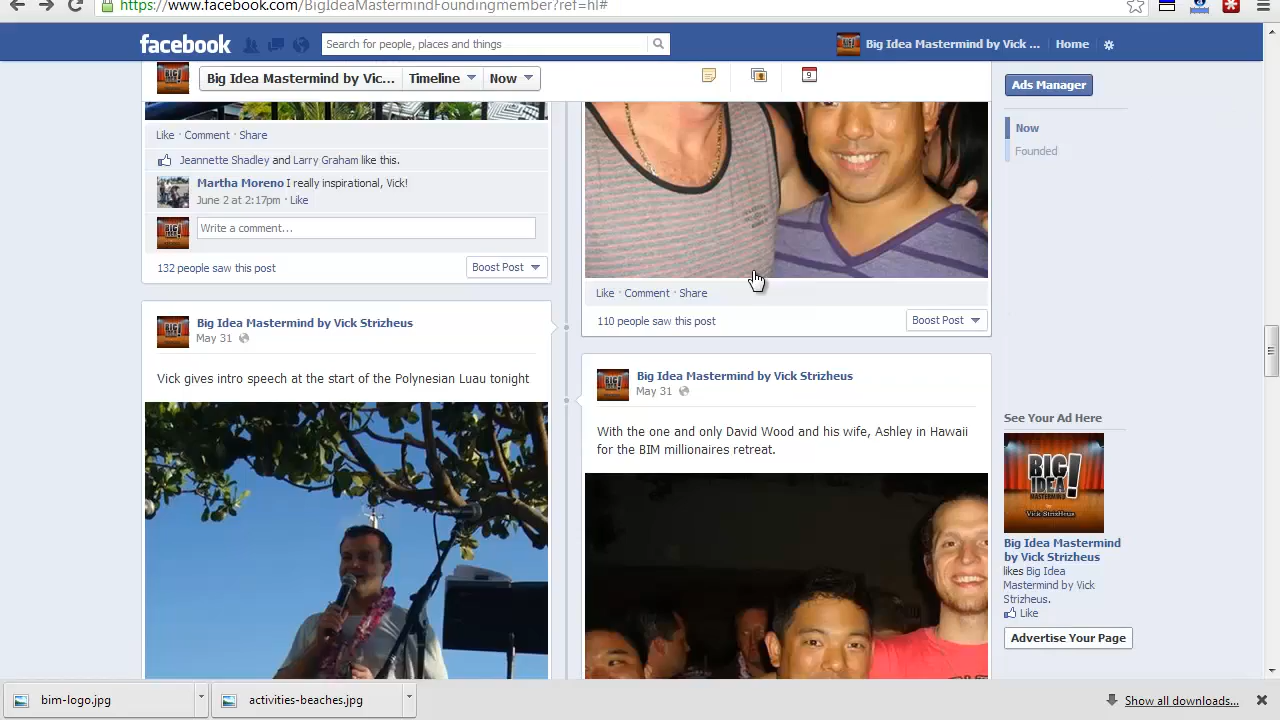 https://www.facebook.com/BigIdeaMastermindFoundingmember?ref=hl#
facebook
Search for people, places and things
Big Idea Mastermind by Vick ...
Home
Big Idea Mastermind by Vic...
Timeline
Now
9
Ads Manager
Now
Founded
Like · Comment · Share
Jeannette Shadley and Larry Graham like this.
Martha Moreno I really inspirational, Vick!
June 2 at 2:17pm · Like
Write a comment...
132 people saw this post
Boost Post
Big Idea Mastermind by Vick Strizheus
May 31
Vick gives intro speech at the start of the Polynesian Luau tonight
Like · Comment · Share
110 people saw this post
Boost Post
Big Idea Mastermind by Vick Strizheus
May 31
With the one and only David Wood and his wife, Ashley in Hawaii
for the BIM millionaires retreat.
See Your Ad Here
BIG
IDEA!
MASTERMIND
by
Vick StrizHeus
Big Idea Mastermind
by Vick Strizheus
likes Big Idea
Mastermind by Vick
Strizheus.
Like
Advertise Your Page
bim-logo.jpg
activities-beaches.jpg
Show all downloads...